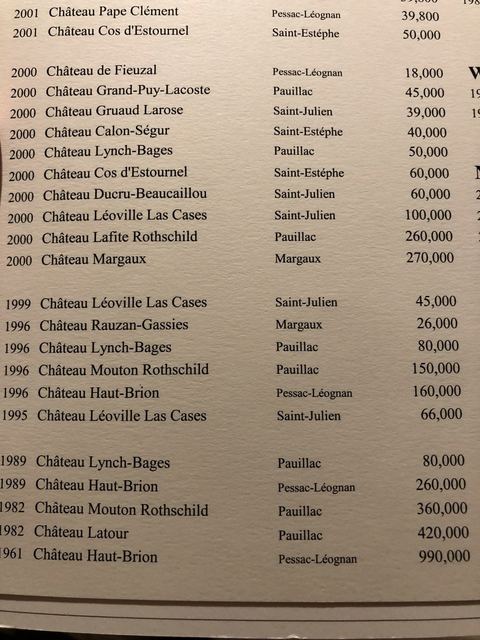 2001 Château Pape Clément Pessac-Léognan 39,800
2001 Château Cos d'Estournel Saint-Estéphe 50,000
2000 Château de Fieuzal Pessac-Léognan 18,000
2000 Château Grand-Puy-Lacoste Pauillac 45,000
2000 Château Gruaud Larose Saint-Julien 39,000
2000 Château Calon-Ségur Saint-Estéphe 40,000
2000 Château Lynch-Bages Pauillac 50,000
2000 Château Cos d'Estournel Saint-Estéphe 60,000
2000 Château Ducru-Beaucaillou Saint-Julien 60,000
2000 Château Léoville Las Cases Saint-Julien 100,000
2000 Château Lafite Rothschild Pauillac 260,000
2000 Château Margaux Margaux 270,000
1999 Château Léoville Las Cases Saint-Julien 45,000
1996 Château Rauzan-Gassies Margaux 26,000
1996 Château Lynch-Bages Pauillac 80,000
1996 Château Mouton Rothschild Pauillac 150,000
1996 Château Haut-Brion Pessac-Léognan 160,000
1995 Château Léoville Las Cases Saint-Julien 66,000
1989 Château Lynch-Bages Pauillac 80,000
1989 Château Haut-Brion Pessac-Léognan 260,000
1982 Château Mouton Rothschild Pauillac 360,000
1982 Château Latour Pauillac 420,000
1961 Château Haut-Brion Pessac-Léognan 990,000